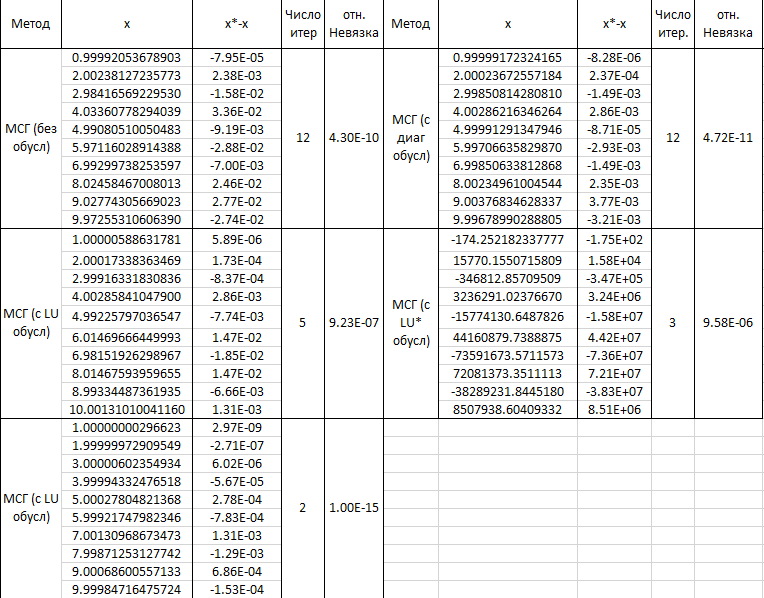 Метод x x*-x Число итер отн. Невязка Метод x x*-x Число итер. отн. Невязка
МСГ (без обусл)
0.99992053678903 -7.95E-05
2.00238127235773 2.38E-03
2.98416569229530 -1.58E-02
4.03360778294039 3.36E-02
4.99080510050483 -9.19E-03
5.97116028914388 -2.88E-02
6.99299738253597 -7.00E-03
8.02458467008013 2.46E-02
9.02774305669023 2.77E-02
9.97255310606390 -2.74E-02
12 4.30E-10
МСГ (с диаг обусл)
0.99999172324165 -8.28E-06
2.00023672557184 2.37E-04
2.99850814280810 -1.49E-03
4.00286216346264 2.86E-03
4.99991291347946 -8.71E-05
5.99706635829870 -2.93E-03
6.99850633812868 -1.49E-03
8.00234961004544 2.35E-03
9.00376834628337 3.77E-03
9.99678990288805 -3.21E-03
12 4.72E-11
МСГ (с LU обусл)
1.00000588631781 5.89E-06
2.00017338363469 1.73E-04
2.99916331830836 -8.37E-04
4.00285841047900 2.86E-03
4.99225797036547 -7.74E-03
6.01469666449993 1.47E-02
6.98151926298967 -1.85E-02
8.01467593959655 1.47E-02
8.99334487361935 -6.66E-03
10.00131010041160 1.31E-03
5 9.23E-07
МСГ (с LU* обусл)
-174.252182337777 -1.75E+02
15770.1550715809 1.58E+04
-346812.85709509 -3.47E+05
3236291.02376670 3.24E+06
-15774130.6487826 -1.58E+07
44160879.7388875 4.42E+07
-73591673.5711573 -7.36E+07
72081373.3511113 7.21E+07
-38289231.8445180 -3.83E+07
8507938.60409332 8.51E+06
3 9.58E-06
МСГ (с LU обусл)
1.00000000296623 2.97E-09
1.99999972909549 -2.71E-07
3.00000602354934 6.02E-06
3.99994332476518 -5.67E-05
5.00027804821368 2.78E-04
5.99921747982346 -7.83E-04
7.00130968673473 1.31E-03
7.99871253127742 -1.29E-03
9.00068600557133 6.86E-04
9.99984716475724 -1.53E-04
2 1.00E-15